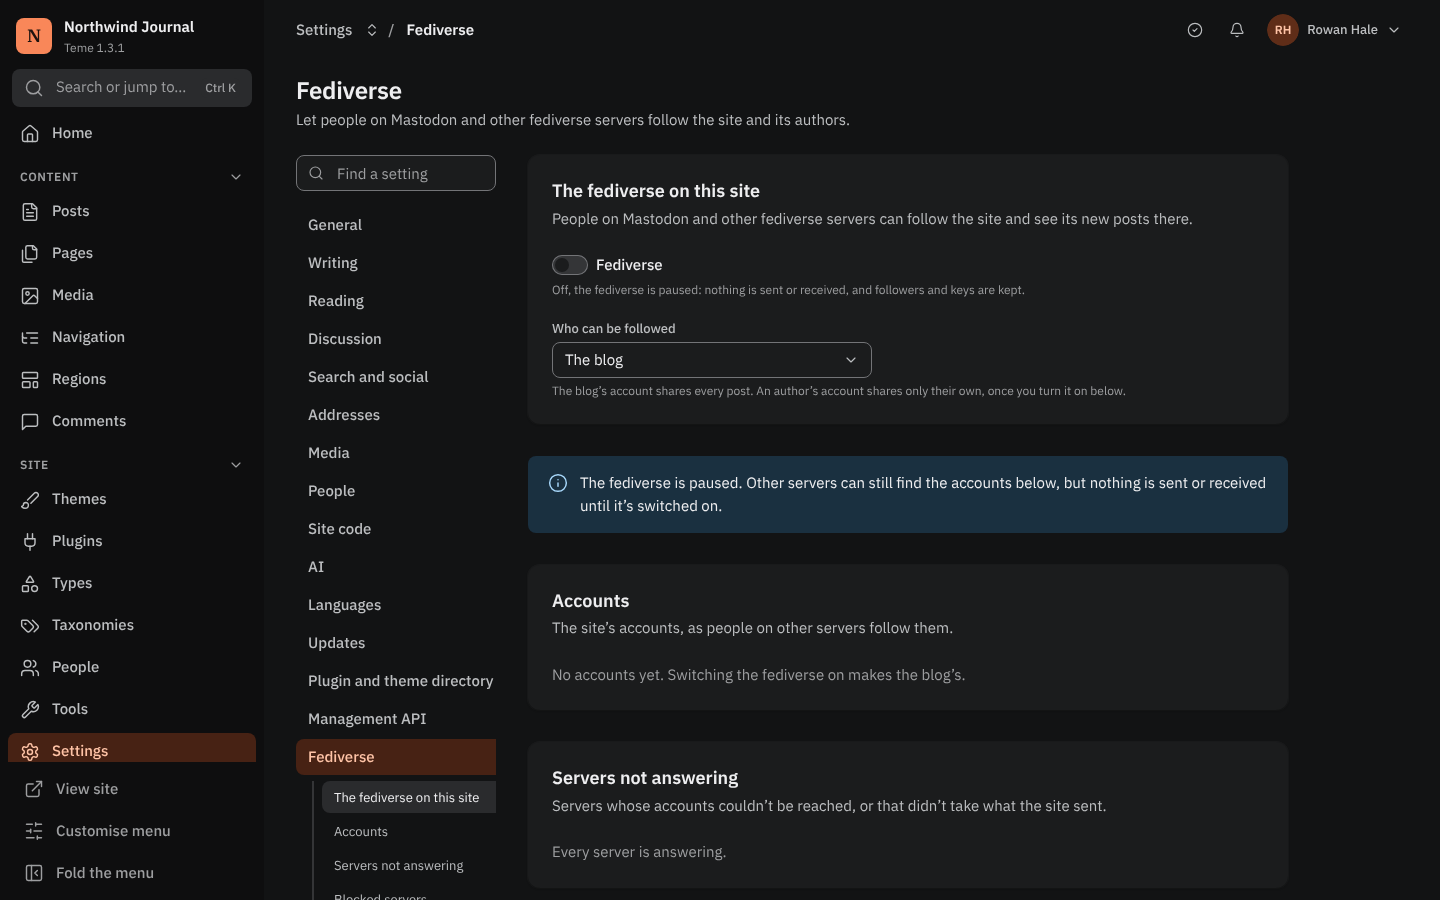 N
Northwind Journal
Teme 1.3.1
Search or jump to...
Ctrl K
Home
CONTENT
Posts
Pages
Media
Navigation
Regions
Comments
SITE
Themes
Plugins
Types
Taxonomies
People
Tools
Settings
View site
Customise menu
Fold the menu
Settings / Fediverse
RH
Rowan Hale
Fediverse
Let people on Mastodon and other fediverse servers follow the site and its authors.
Find a setting
General
Writing
Reading
Discussion
Search and social
Addresses
Media
People
Site code
AI
Languages
Updates
Plugin and theme directory
Management API
Fediverse
The fediverse on this site
Accounts
Servers not answering
Blocked servers
The fediverse on this site
People on Mastodon and other fediverse servers can follow the site and see its new posts there.
Fediverse
Off, the fediverse is paused: nothing is sent or received, and followers and keys are kept.
Who can be followed
The blog
The blog’s account shares every post. An author’s account shares only their own, once you turn it on below.
The fediverse is paused. Other servers can still find the accounts below, but nothing is sent or received
until it’s switched on.
Accounts
The site’s accounts, as people on other servers follow them.
No accounts yet. Switching the fediverse on makes the blog’s.
Servers not answering
Servers whose accounts couldn’t be reached, or that didn’t take what the site sent.
Every server is answering.